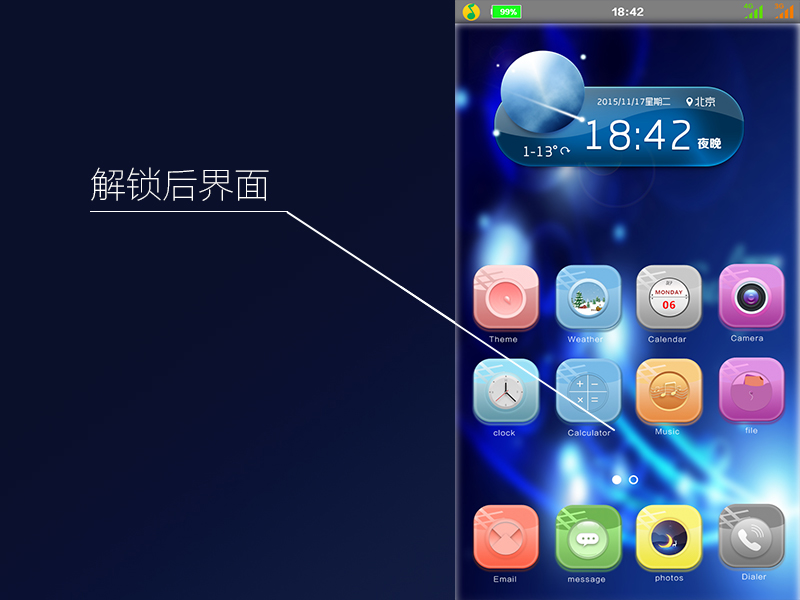 99%
18:42
4G
3G
2015/11/17星期二
北京
18:42
夜晚
1-13°
解锁后界面
MONDAY
06
Theme
Weather
Calendar
Camera
+ −
× =
clock
Calculator
Music
file
Email
message
photos
Dialer